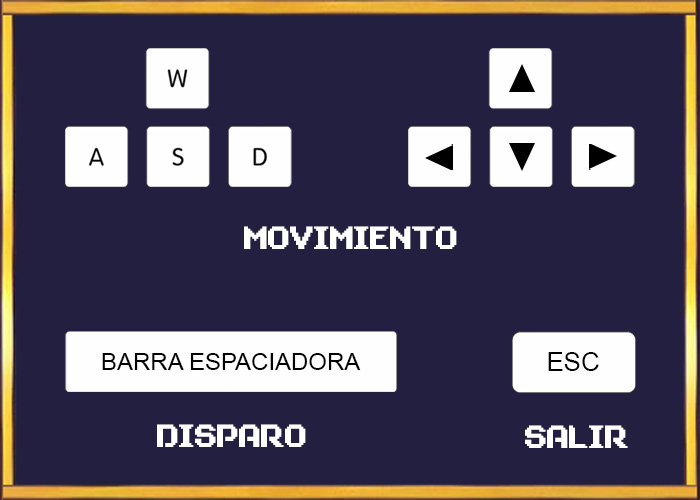 W
A S D
MOVIMIENTO
BARRA ESPACIADORA ESC
DISPARO SALIR